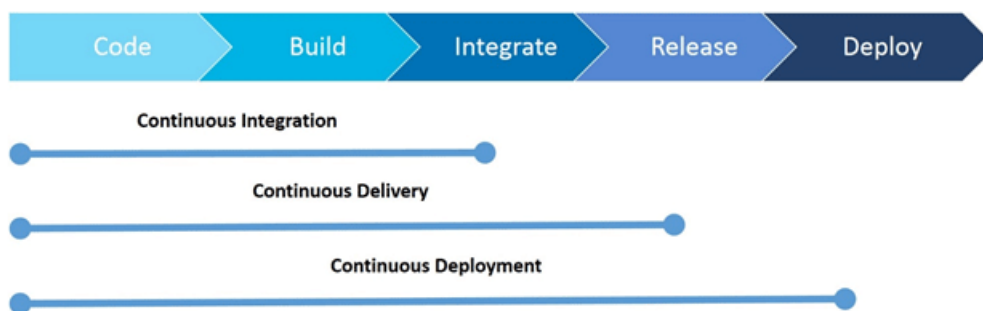 Code Build Integrate Release Deploy
Continuous Integration
Continuous Delivery
Continuous Deployment